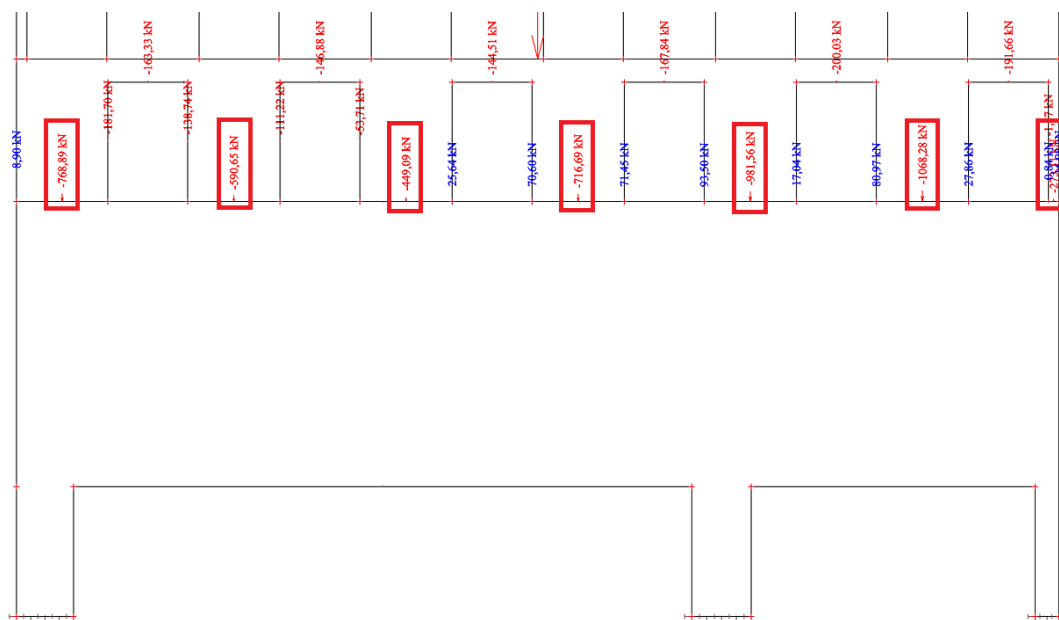 -163,33 kN
-146,88 kN
-144,51 kN
-167,84 kN
-200,03 kN
-191,66 kN
8,90 kN
-768,89 kN
-181,70 kN
-138,74 kN
-590,65 kN
-111,22 kN
-53,71 kN
-449,09 kN
25,64 kN
70,60 kN
-716,69 kN
71,45 kN
93,50 kN
-981,56 kN
17,04 kN
80,97 kN
-1068,28 kN
27,86 kN